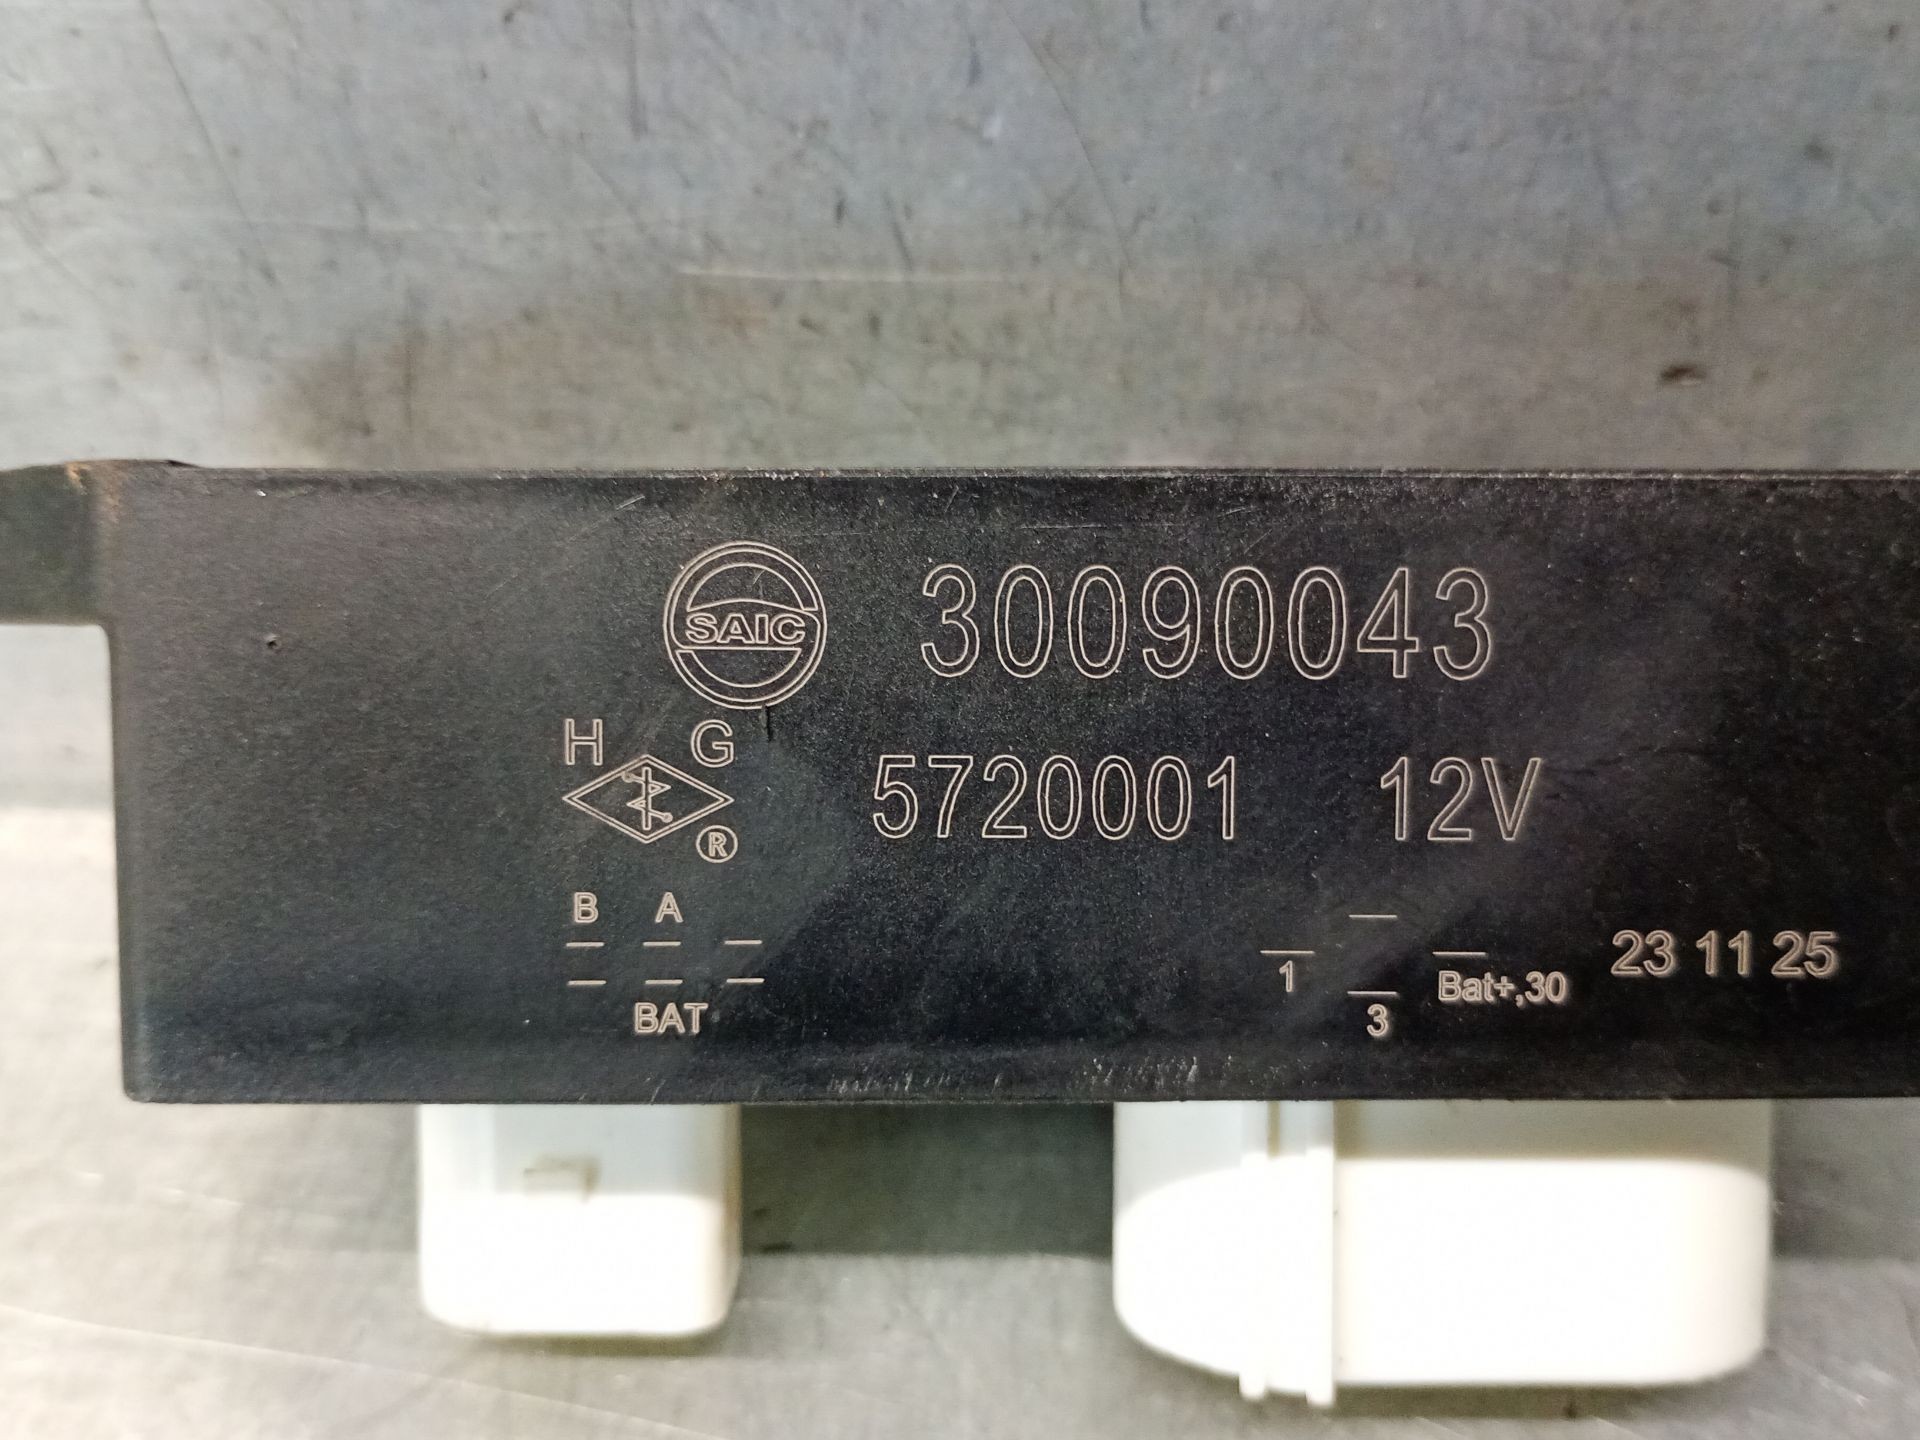 SAIC 30090043
H G
® 5720001 12V
B A
BAT
1 3 Bat+,30 23 11 25